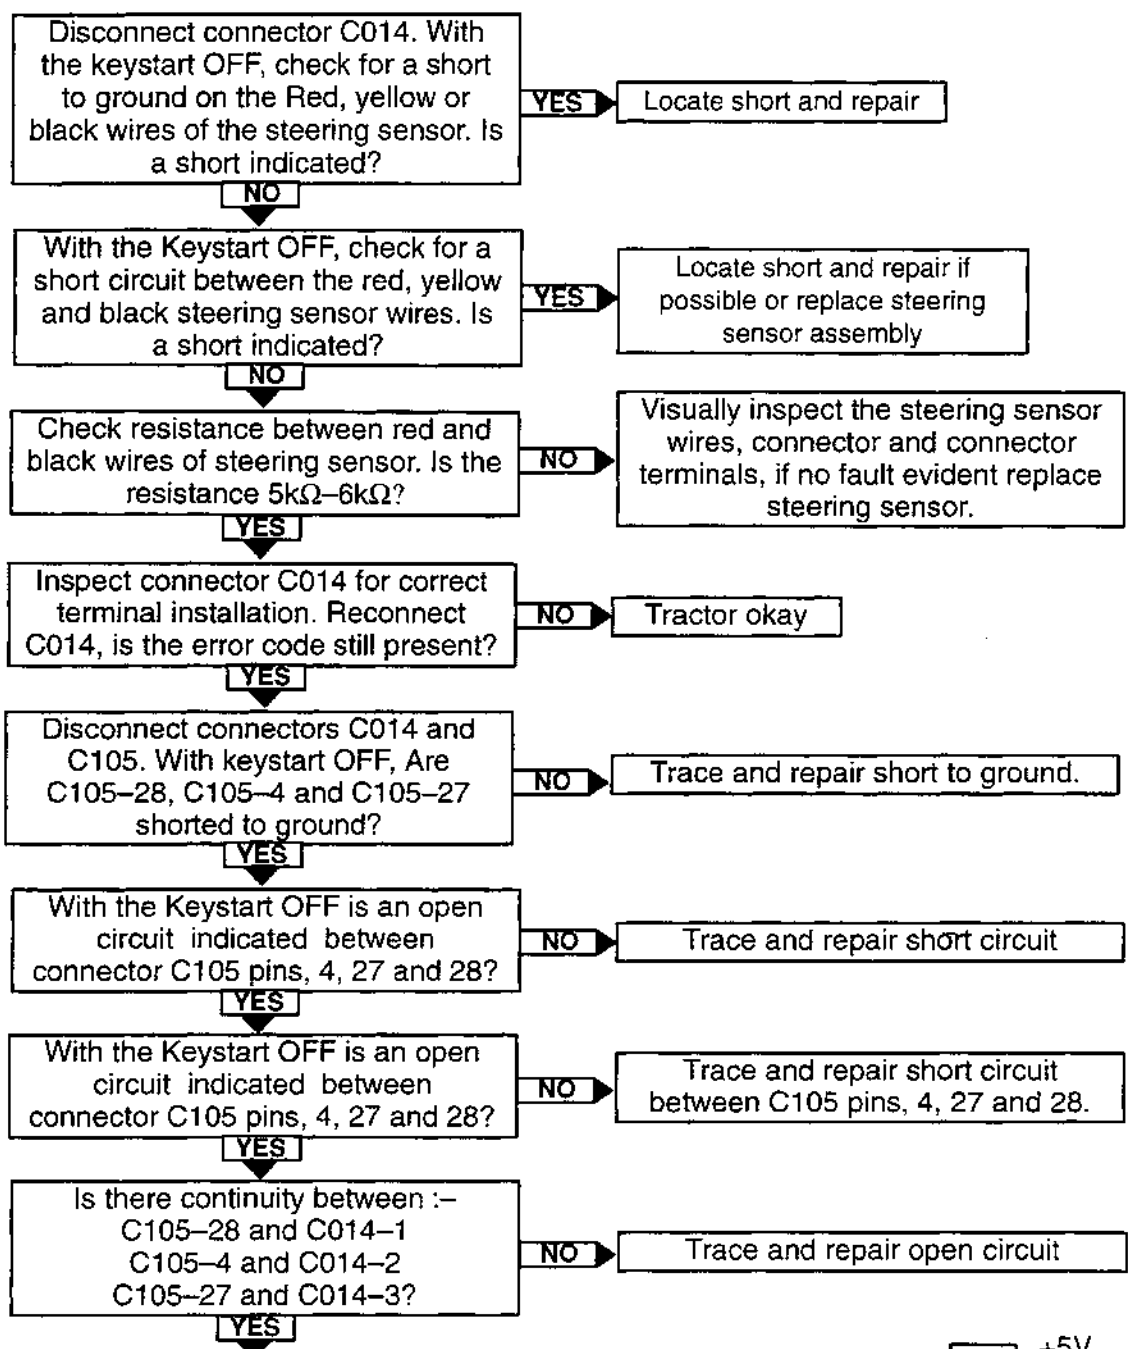 Disconnect connector C014. With
the keystart OFF, check for a short
to ground on the Red, yellow or
black wires of the steering sensor. Is
a short indicated?
YES
Locate short and repair
NO
With the Keystart OFF, check for a
short circuit between the red, yellow
and black steering sensor wires. Is
a short indicated?
YES
Locate short and repair if
possible or replace steering
sensor assembly
NO
Check resistance between red and
black wires of steering sensor. Is the
resistance 5kΩ–6kΩ?
NO
Visually inspect the steering sensor
wires, connector and connector
terminals, if no fault evident replace
steering sensor.
YES
Inspect connector C014 for correct
terminal installation. Reconnect
C014, is the error code still present?
NO
Tractor okay
YES
Disconnect connectors C014 and
C105. With keystart OFF, Are
C105–28, C105–4 and C105–27
shorted to ground?
NO
Trace and repair short to ground.
YES
With the Keystart OFF is an open
circuit indicated between
connector C105 pins, 4, 27 and 28?
NO
Trace and repair short circuit
YES
With the Keystart OFF is an open
circuit indicated between
connector C105 pins, 4, 27 and 28?
NO
Trace and repair short circuit
between C105 pins, 4, 27 and 28.
YES
Is there continuity between :–
C105–28 and C014–1
C105–4 and C014–2
C105–27 and C014–3?
NO
Trace and repair open circuit
YES
+5V